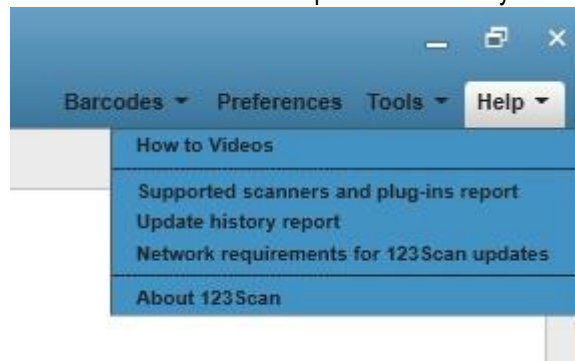 Barcodes Preferences Tools Help
How to Videos
Supported scanners and plug-ins report
Update history report
Network requirements for 123Scan updates
About 123Scan